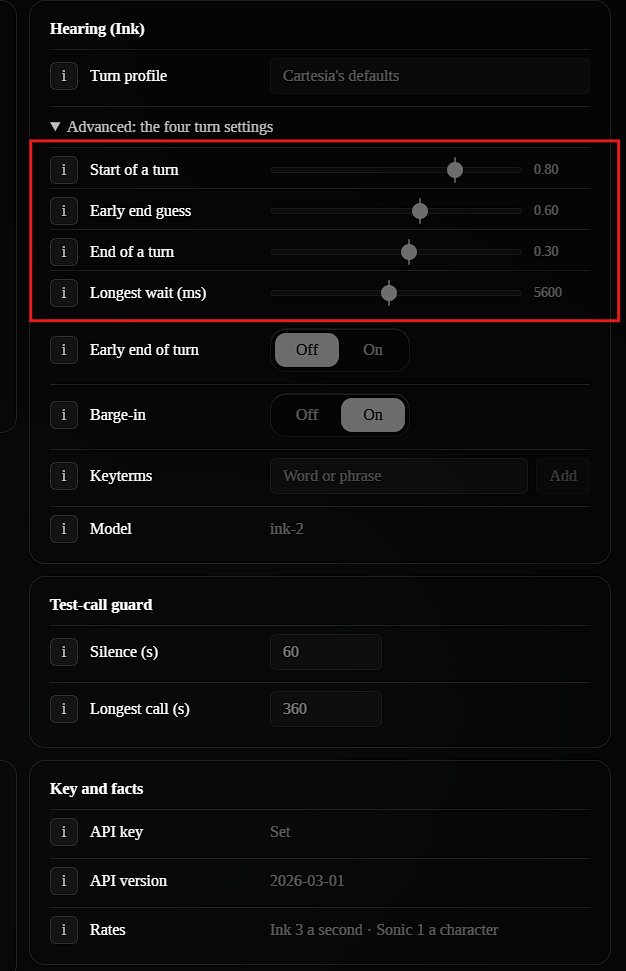 Hearing (Ink)
i Turn profile Cartesia's defaults
▼ Advanced: the four turn settings
i Start of a turn 0.80
i Early end guess 0.60
i End of a turn 0.30
i Longest wait (ms) 5600
i Early end of turn Off On
i Barge-in Off On
i Keyterms Word or phrase Add
i Model ink-2
Test-call guard
i Silence (s) 60
i Longest call (s) 360
Key and facts
i API key Set
i API version 2026-03-01
i Rates Ink 3 a second · Sonic 1 a character